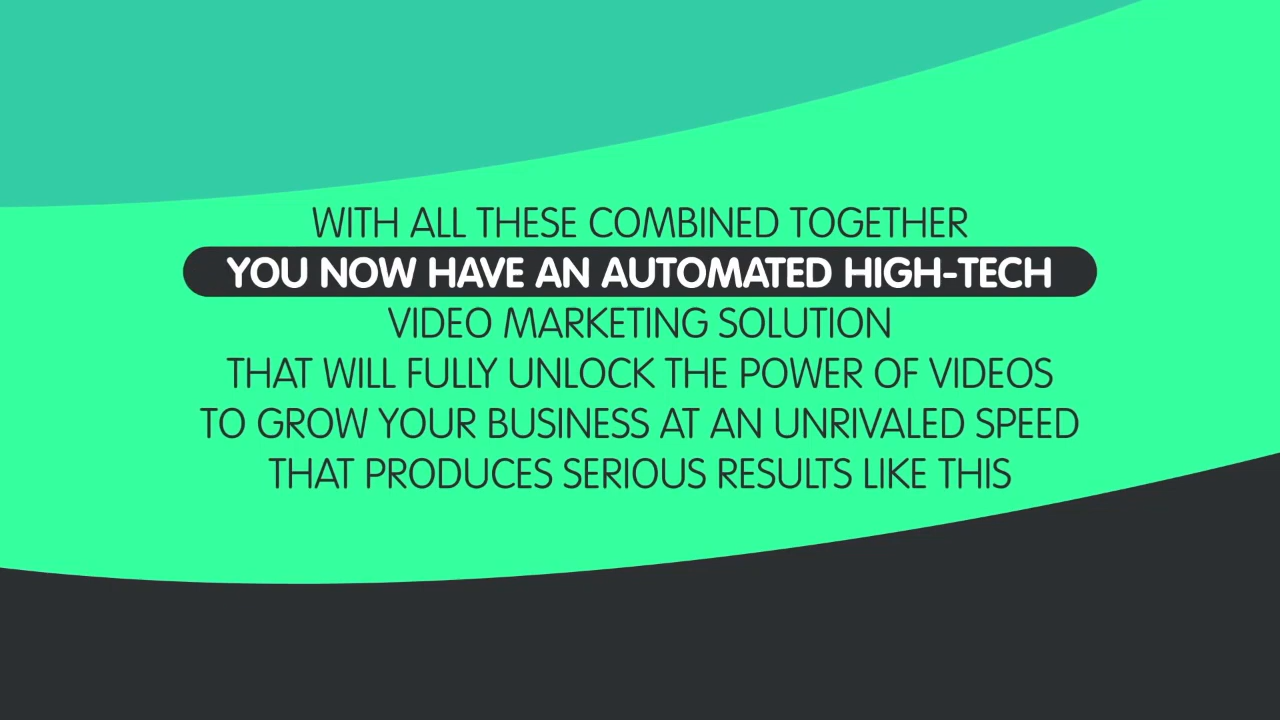 WITH ALL THESE COMBINED TOGETHER
YOU NOW HAVE AN AUTOMATED HIGH-TECH
VIDEO MARKETING SOLUTION
THAT WILL FULLY UNLOCK THE POWER OF VIDEOS
TO GROW YOUR BUSINESS AT AN UNRIVALED SPEED
THAT PRODUCES SERIOUS RESULTS LIKE THIS